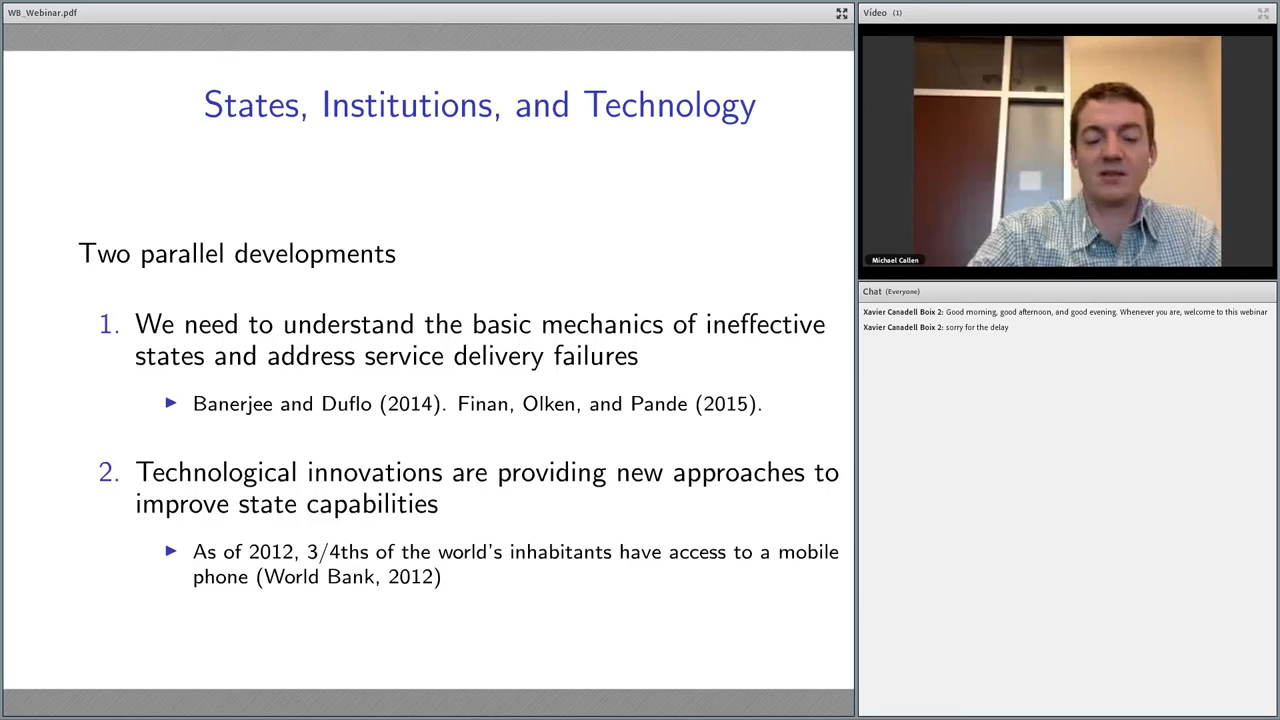 WB_Webinar.pdf
States, Institutions, and Technology
Two parallel developments
1. We need to understand the basic mechanics of ineffective
states and address service delivery failures
▶ Banerjee and Duflo (2014). Finan, Olken, and Pande (2015).
2. Technological innovations are providing new approaches to
improve state capabilities
▶ As of 2012, 3/4ths of the world's inhabitants have access to a mobile
phone (World Bank, 2012)
Vídeo (1)
Michael Callen
Chat (Everyone)
Xavier Canadell Boix 2: Good morning, good afternoon, and good evening. Whenever you are, welcome to this webinar
Xavier Canadell Boix 2: sorry for the delay